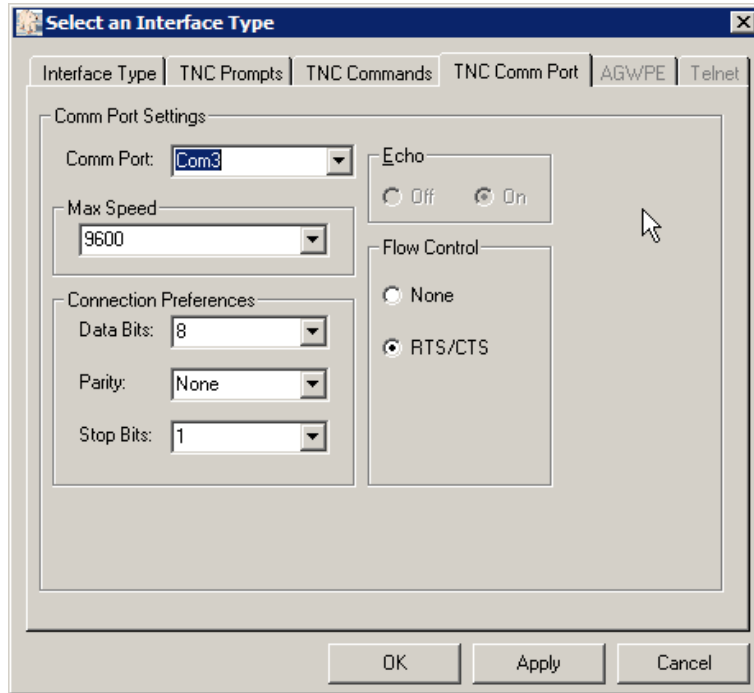 Select an Interface Type
Interface Type TNC Prompts TNC Commands TNC Comm Port AGWPE Telnet
Comm Port Settings
Comm Port: Com3
Echo
Off On
Max Speed
9600
Flow Control
None
RTS/CTS
Connection Preferences
Data Bits: 8
Parity: None
Stop Bits: 1
OK Apply Cancel